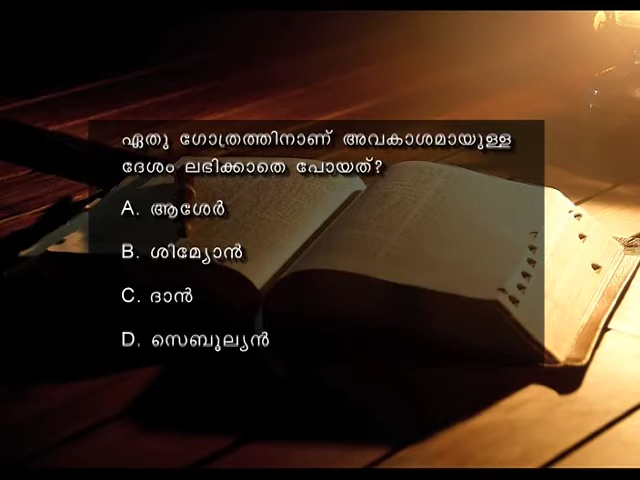 ഏതു ഗോത്രത്തിനാണ് അവകാശമായുള്ള
ദേശം ലഭിക്കാതെ പോയത്?
A. ആശേർ
B. ശിമ്യോൻ
C. ദാൻ
D. സെബൂല്യൻ